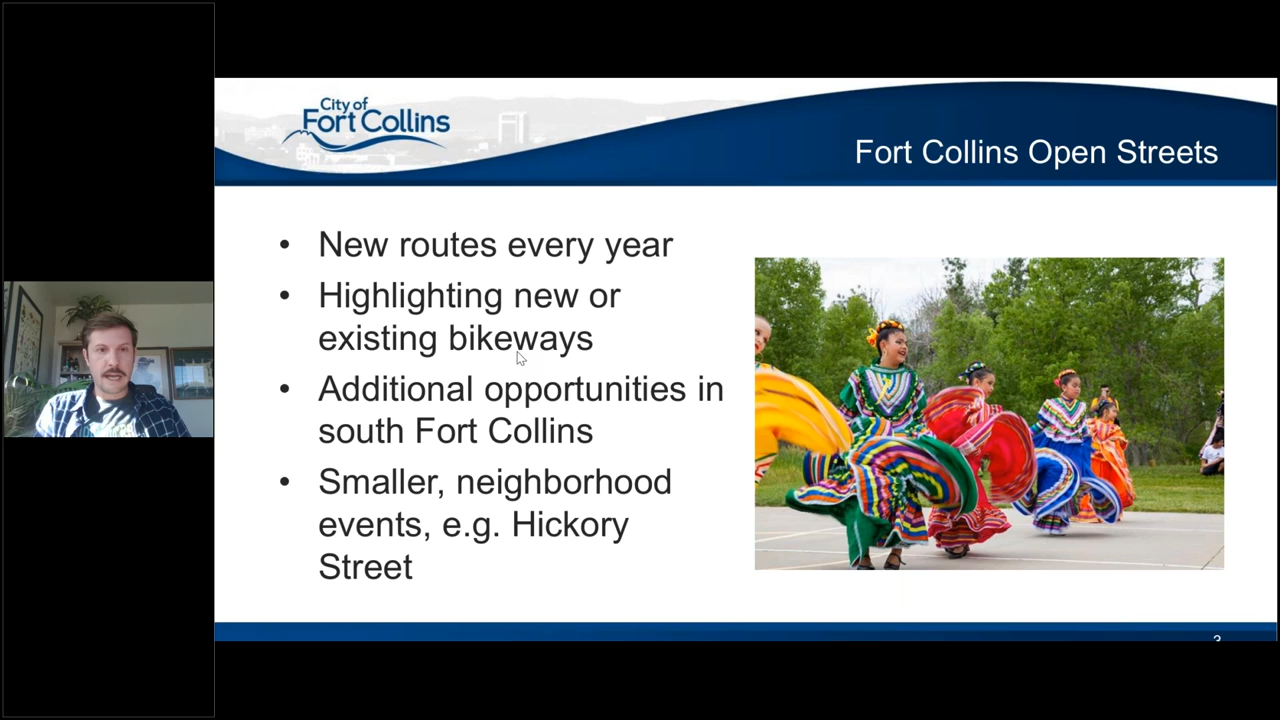 City of
Fort Collins
Fort Collins Open Streets
• New routes every year
• Highlighting new or
existing bikeways
• Additional opportunities in
south Fort Collins
• Smaller, neighborhood
events, e.g. Hickory
Street
3